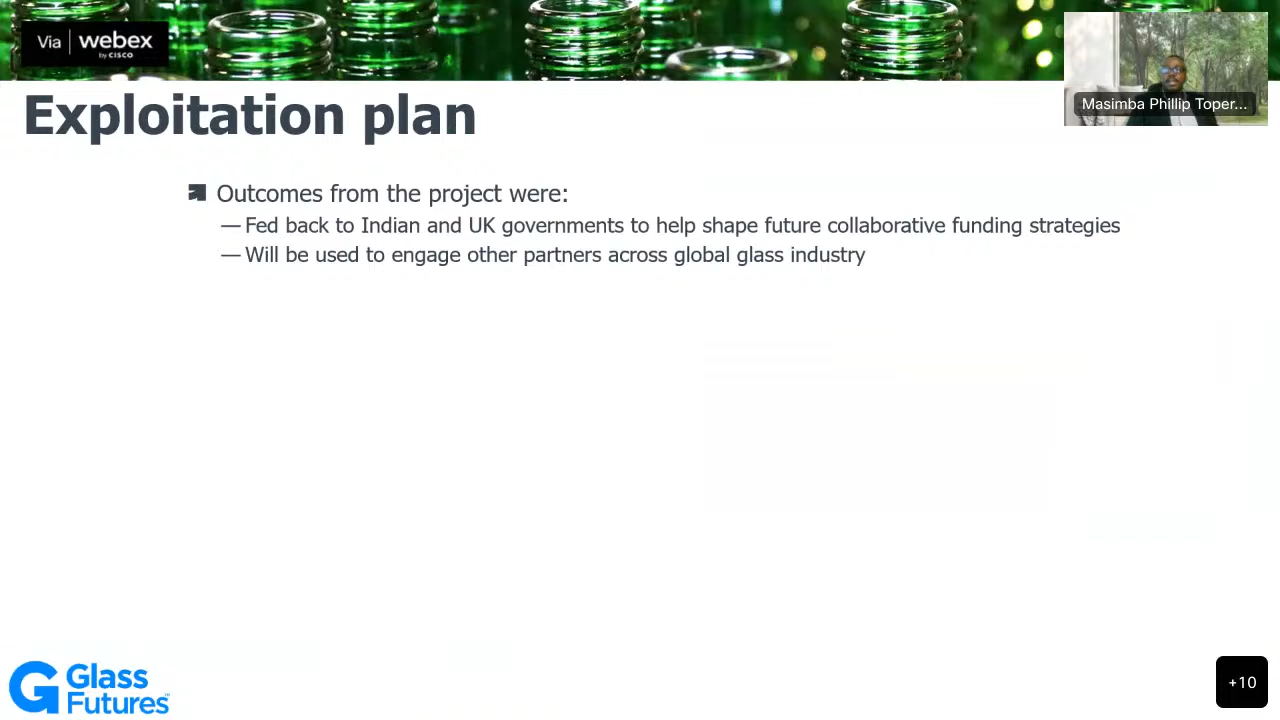 Via webex
by CISCO
Masimba Phillip Toper...
Exploitation plan
Outcomes from the project were:
— Fed back to Indian and UK governments to help shape future collaborative funding strategies
— Will be used to engage other partners across global glass industry
Glass
Futures™
+10